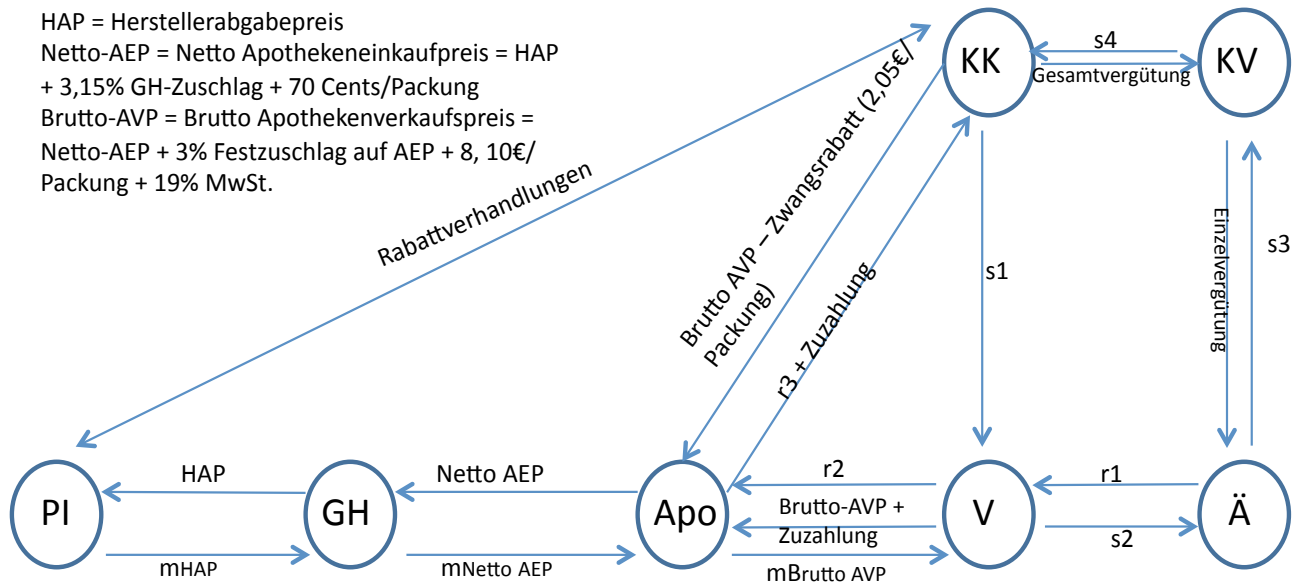 HAP = Herstellerabgabepreis
Netto-AEP = Netto Apothekeneinkaufpreis = HAP
+ 3,15% GH-Zuschlag + 70 Cents/Packung
Brutto-AVP = Brutto Apothekenverkaufspreis =
Netto-AEP + 3% Festzuschlag auf AEP + 8, 10€/
Packung + 19% MwSt.
KK
s4
Gesamtvergütung
KV
Rabattverhandlungen
Brutto AVP – Zwangsrabatt (2,05€/
Packung)
r3 + Zuzahlung
s1
Einzelvergütung
s3
PI
HAP
mHAP
GH
Netto AEP
mNetto AEP
Apo
r2
Brutto-AVP +
Zuzahlung
mBrutto AVP
V
r1
s2
Ä